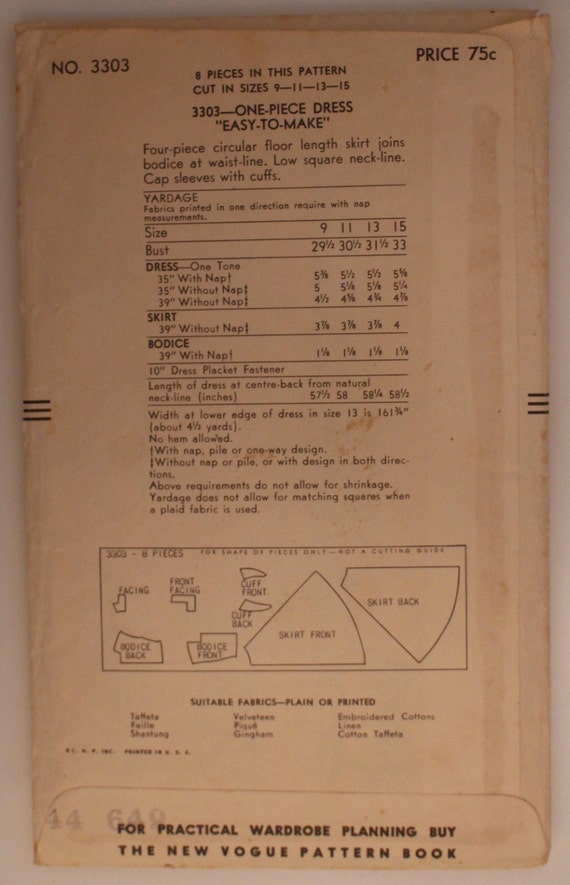 NO. 3303
PRICE 75c
8 PIECES IN THIS PATTERN
CUT IN SIZES 9—11—13—15
3303—ONE-PIECE DRESS
"EASY-TO-MAKE"
Four-piece circular floor length skirt joins
bodice at waist-line. Low square neck-line.
Cap sleeves with cuffs.
YARDAGE
Fabrics printed in one direction require with nap
measurements.
Size 9 11 13 15
Bust 29½ 30½ 31½ 33
DRESS—One Tone
35" With Nap† 5⅜ 5½ 5½ 5⅝
35" Without Nap‡ 5 5⅛ 5⅛ 5¼
39" Without Nap‡ 4½ 4⅝ 4¾ 4⅞
SKIRT
39" Without Nap‡ 3⅞ 3⅞ 3⅞ 4
BODICE
39" With Nap† 1⅛ 1⅛ 1⅛ 1⅛
10" Dress Placket Fastener
Length of dress at centre-back from natural
neck-line (inches) 57½ 58 58¼ 58½
Width at lower edge of dress in size 13 is 161¾"
(about 4½ yards).
No hem allowed.
†With nap, pile or one-way design.
‡Without nap or pile, or with design in both direc-
tions.
Above requirements do not allow for shrinkage.
Yardage does not allow for matching squares when
a plaid fabric is used.
3303 - 8 PIECES FOR SHAPE OF PIECES ONLY—NOT A CUTTING GUIDE
FACING
FRONT
FACING
CUFF
FRONT
CUFF
BACK
BODICE
BACK
BODICE
FRONT
SKIRT FRONT
SKIRT BACK
SUITABLE FABRICS—PLAIN OR PRINTED
Taffeta Velveteen Embroidered Cottons
Faille Piqué Linen
Shantung Gingham Cotton Taffeta
C. N. P. INC. PRINTED IN U. S. A.
44 649
FOR PRACTICAL WARDROBE PLANNING BUY
THE NEW VOGUE PATTERN BOOK